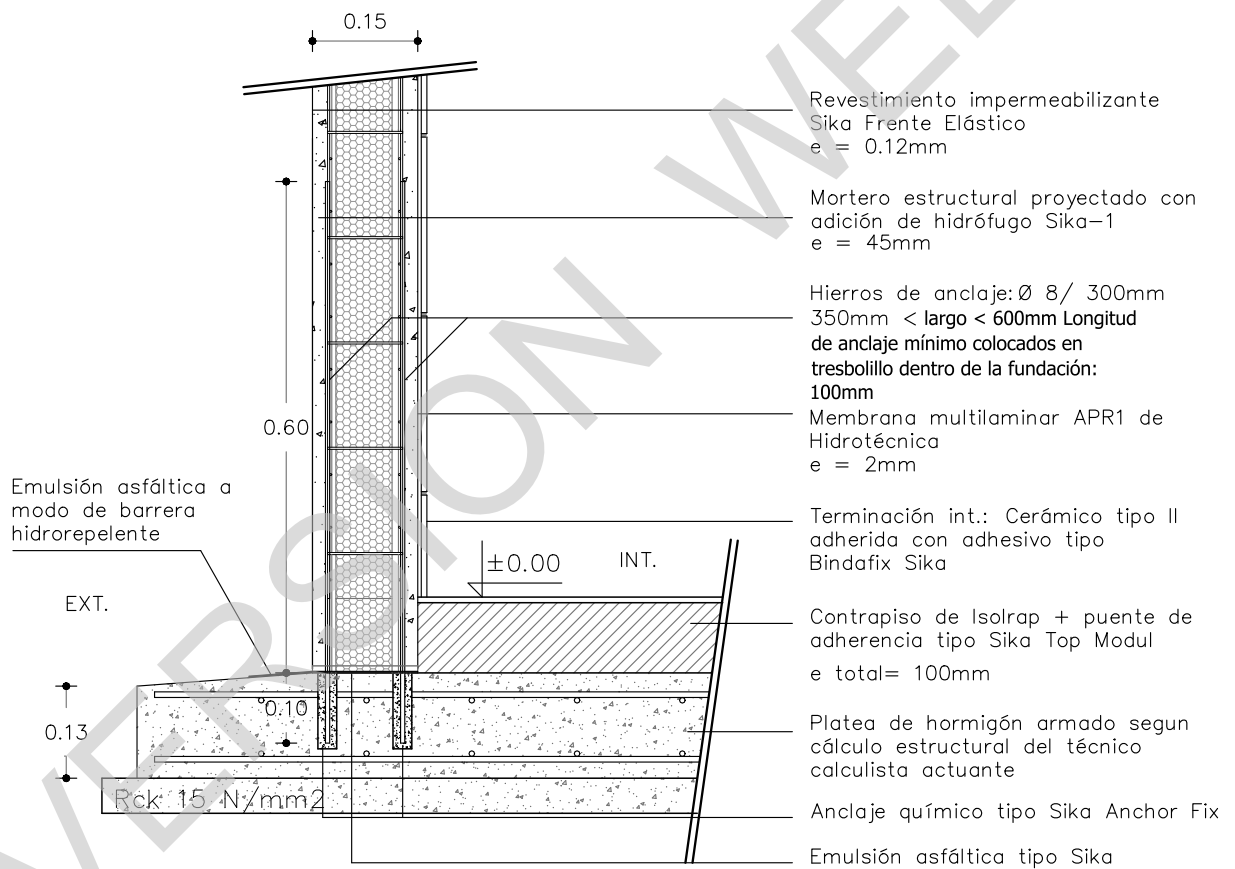 0.15
Revestimiento impermeabilizante
Sika Frente Elástico
e = 0.12mm
Mortero estructural proyectado con
adición de hidrófugo Sika-1
e = 45mm
Hierros de anclaje: Ø 8/ 300mm
350mm < largo < 600mm Longitud
de anclaje mínimo colocados en
tresbolillo dentro de la fundación:
100mm
0.60
Membrana multilaminar APR1 de
Hidrotécnica
e = 2mm
Emulsión asfáltica a
modo de barrera
hidrorepelente
Terminación int.: Cerámico tipo II
adherida con adhesivo tipo
Bindafix Sika
±0.00
INT.
EXT.
Contrapiso de Isolrap + puente de
adherencia tipo Sika Top Modul
e total= 100mm
0.10
0.13
Platea de hormigón armado segun
cálculo estructural del técnico
calculista actuante
Rck 15 N/mm2
Anclaje químico tipo Sika Anchor Fix
Emulsión asfáltica tipo Sika
VERSION WEB